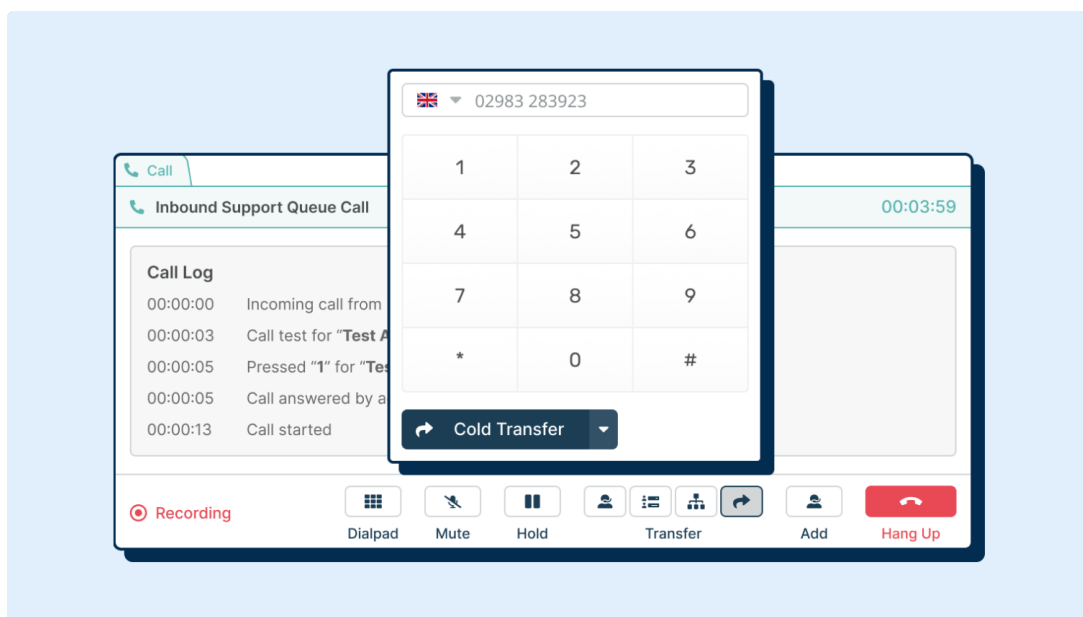 02983 283923
1 2 3
4 5 6
7 8 9
* 0 #
Cold Transfer
Call
Inbound Support Queue Call
00:03:59
Call Log
00:00:00 Incoming call from
00:00:03 Call test for “Test
00:00:05 Pressed “1” for “
00:00:05 Call answered by
00:00:13 Call started
Recording
Dialpad Mute Hold Transfer Add Hang Up